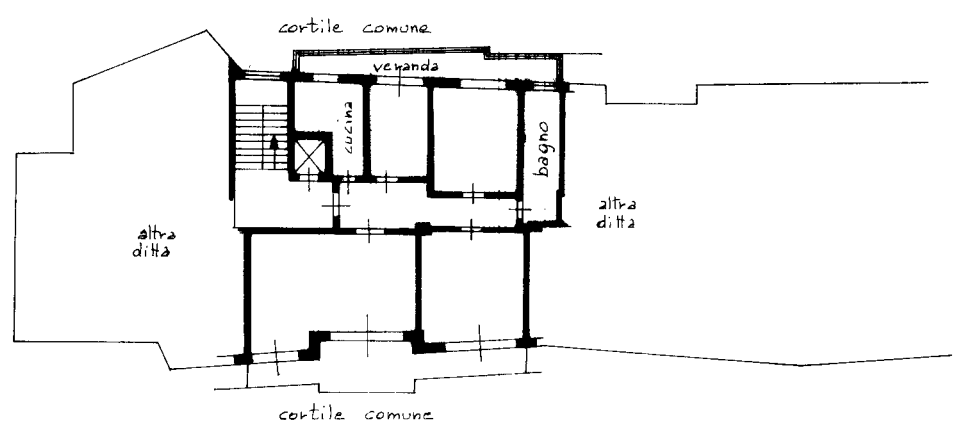 cortile comune
veranda
cucina
bagno
altra
ditta
altra
ditta
cortile comune